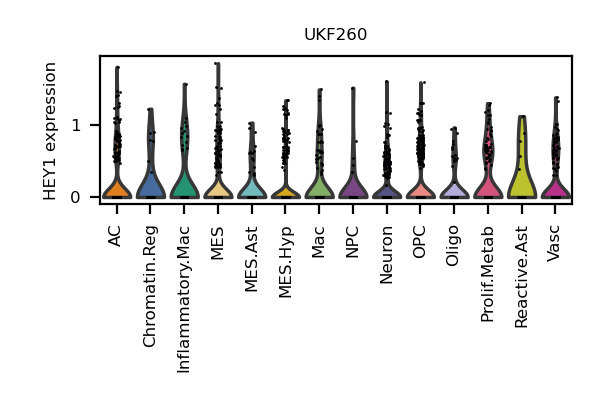 UKF260
HEY1 expression
1
0
AC
Chromatin.Reg
Inflammatory.Mac
MES
MES.Ast
MES.Hyp
Mac
NPC
Neuron
OPC
Oligo
Prolif.Metab
Reactive.Ast
Vasc